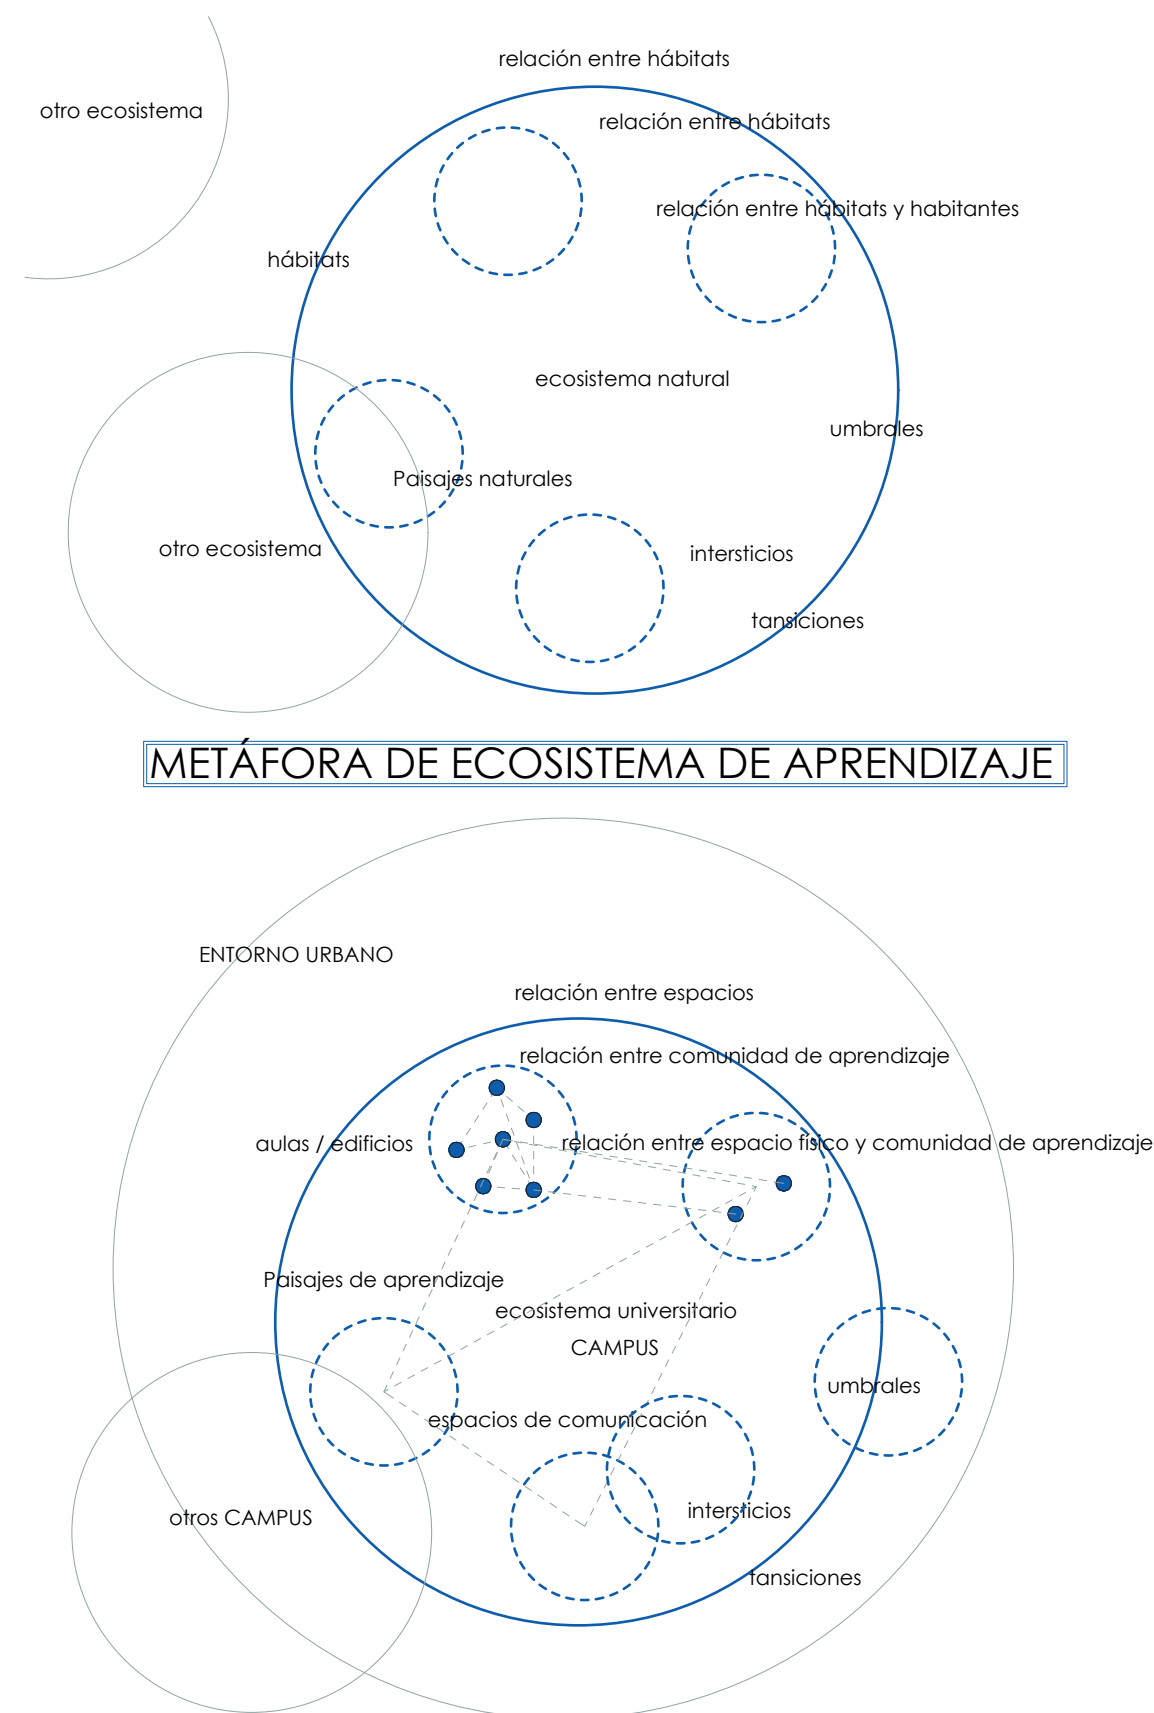 relación entre hábitats
otro ecosistema
relación entre hábitats
relación entre hábitats y habitantes
hábitats
ecosistema natural
umbrales
Paisajes naturales
otro ecosistema
intersticios
tansiciones
METÁFORA DE ECOSISTEMA DE APRENDIZAJE
ENTORNO URBANO
relación entre espacios
relación entre comunidad de aprendizaje
aulas / edificios
relación entre espacio físico y comunidad de aprendizaje
Paisajes de aprendizaje
ecosistema universitario
CAMPUS
umbrales
espacios de comunicación
intersticios
otros CAMPUS
tansiciones